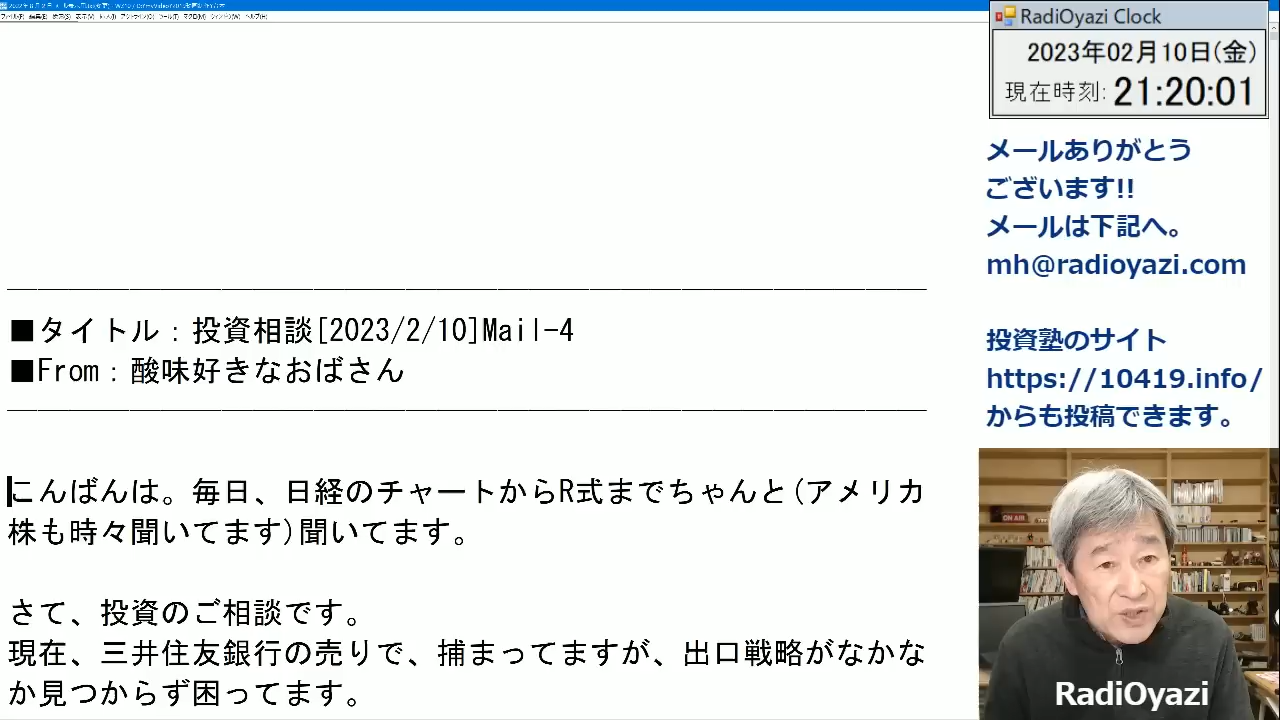 RadiOyazi Clock
2023年02月10日(金)
現在時刻: 21:20:01
メールありがとう
ございます!!
メールは下記へ。
mh@radioyazi.com
投資塾のサイト
https://10419.info/
からも投稿できます。
■タイトル：投資相談[2023/2/10]Mail-4
■From：酸味好きなおばさん
こんばんは。毎日、日経のチャートからR式までちゃんと(アメリカ
株も時々聞いてます)聞いてます。
さて、投資のご相談です。
現在、三井住友銀行の売りで、捕まってますが、出口戦略がなかな
か見つからず困ってます。
ON AIR
RadiOyazi